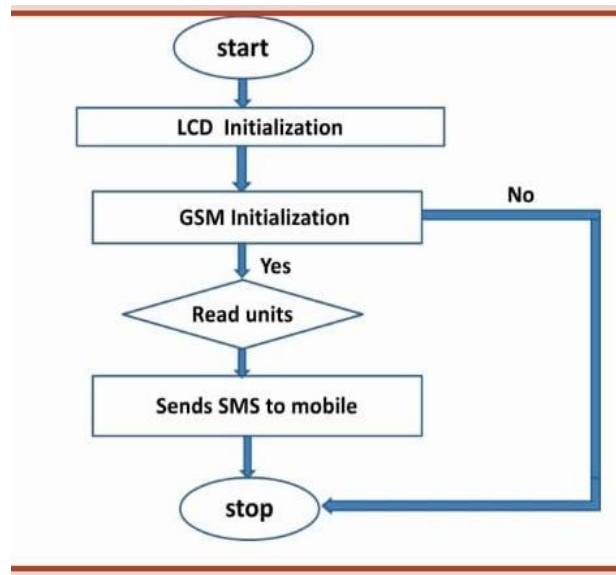 start
LCD Initialization
GSM Initialization
No
Yes
Read units
Sends SMS to mobile
stop